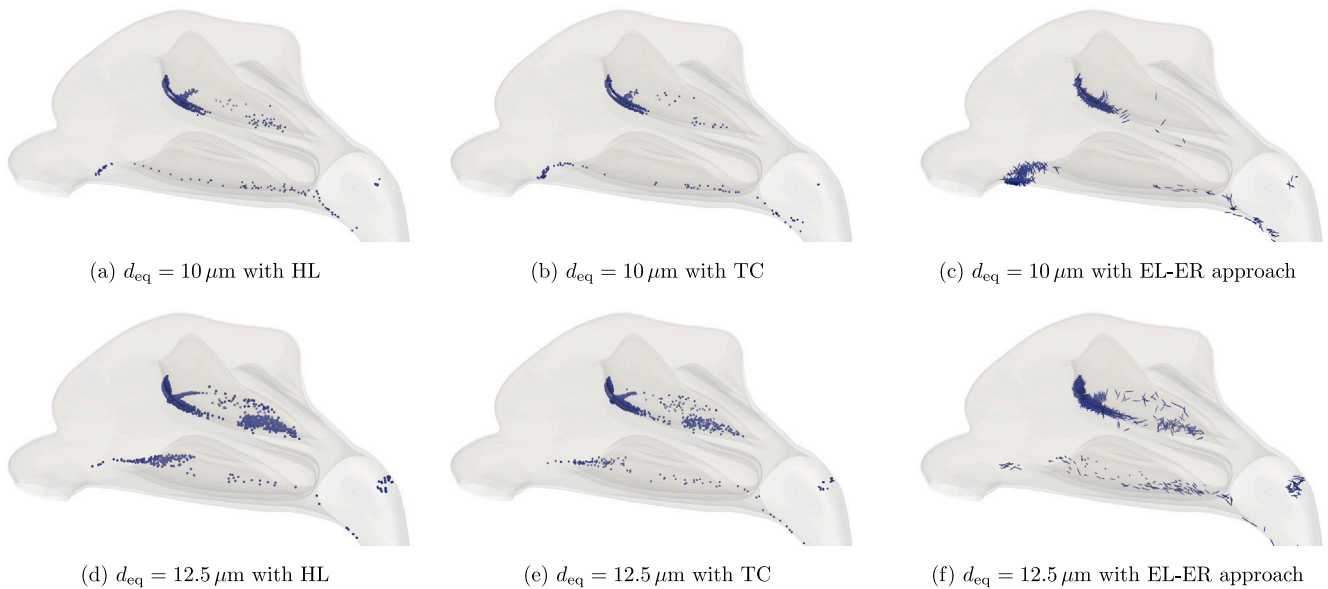 (a) d_eq = 10 μm with HL
(b) d_eq = 10 μm with TC
(c) d_eq = 10 μm with EL-ER approach
(d) d_eq = 12.5 μm with HL
(e) d_eq = 12.5 μm with TC
(f) d_eq = 12.5 μm with EL-ER approach